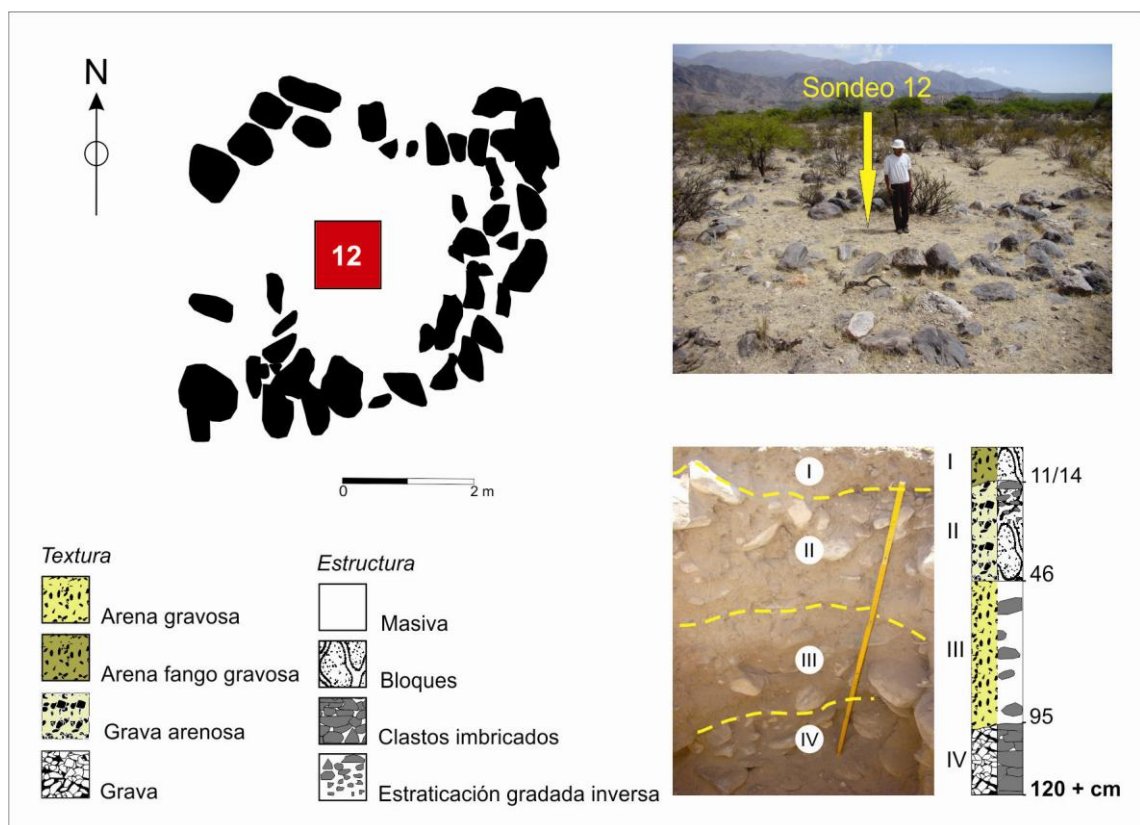 N
12
0
2 m
Sondeo 12
Textura
Arena gravosa
Arena fango gravosa
Grava arenosa
Grava
Estructura
Masiva
Bloques
Clastos imbricados
Estraticación gradada inversa
I
II
III
IV
I
11/14
II
46
III
95
IV
120 + cm